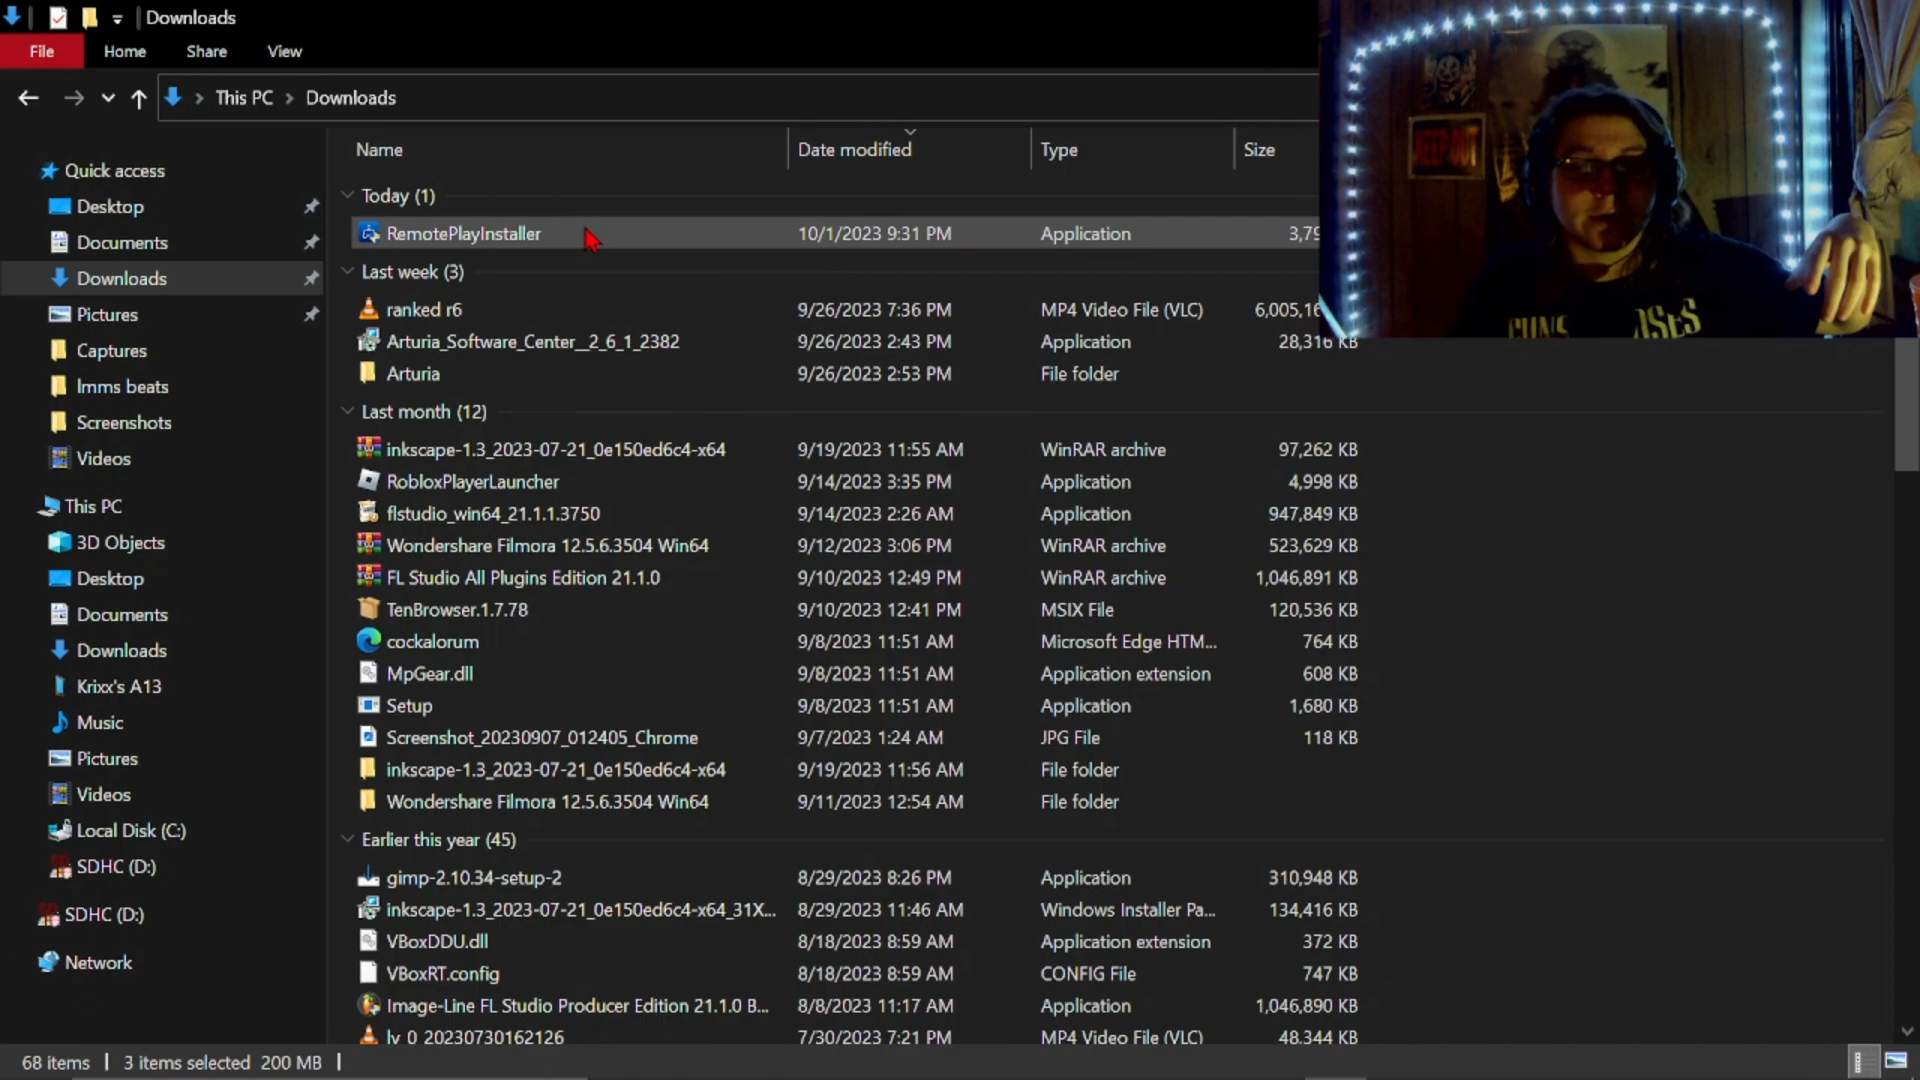 Downloads
File Home Share View
This PC Downloads
Name Date modified Type Size
Quick access
Desktop
Documents
Downloads
Pictures
Captures
lmms beats
Screenshots
Videos
This PC
3D Objects
Desktop
Documents
Downloads
Krixx's A13
Music
Pictures
Videos
Local Disk (C:)
SDHC (D:)
SDHC (D:)
Network
Today (1)
RemotePlayInstaller 10/1/2023 9:31 PM Application 3,79
Last week (3)
ranked r6 9/26/2023 7:36 PM MP4 Video File (VLC) 6,005,16
Arturia_Software_Center__2_6_1_2382 9/26/2023 2:43 PM Application 28,316 KB
Arturia 9/26/2023 2:53 PM File folder
Last month (12)
inkscape-1.3_2023-07-21_0e150ed6c4-x64 9/19/2023 11:55 AM WinRAR archive 97,262 KB
RobloxPlayerLauncher 9/14/2023 3:35 PM Application 4,998 KB
flstudio_win64_21.1.1.3750 9/14/2023 2:26 AM Application 947,849 KB
Wondershare Filmora 12.5.6.3504 Win64 9/12/2023 3:06 PM WinRAR archive 523,629 KB
FL Studio All Plugins Edition 21.1.0 9/10/2023 12:49 PM WinRAR archive 1,046,891 KB
TenBrowser.1.7.78 9/10/2023 12:41 PM MSIX File 120,536 KB
cockalorum 9/8/2023 11:51 AM Microsoft Edge HTM... 764 KB
MpGear.dll 9/8/2023 11:51 AM Application extension 608 KB
Setup 9/8/2023 11:51 AM Application 1,680 KB
Screenshot_20230907_012405_Chrome 9/7/2023 1:24 AM JPG File 118 KB
inkscape-1.3_2023-07-21_0e150ed6c4-x64 9/19/2023 11:56 AM File folder
Wondershare Filmora 12.5.6.3504 Win64 9/11/2023 12:54 AM File folder
Earlier this year (45)
gimp-2.10.34-setup-2 8/29/2023 8:26 PM Application 310,948 KB
inkscape-1.3_2023-07-21_0e150ed6c4-x64_31X... 8/29/2023 11:46 AM Windows Installer Pa... 134,416 KB
VBoxDDU.dll 8/18/2023 8:59 AM Application extension 372 KB
VBoxRT.config 8/18/2023 8:59 AM CONFIG File 747 KB
Image-Line FL Studio Producer Edition 21.1.0 B... 8/8/2023 11:17 AM Application 1,046,890 KB
lv_0_20230730162126 7/30/2023 7:21 PM MP4 Video File (VLC) 48,344 KB
68 items 3 items selected 200 MB
KEEP OUT